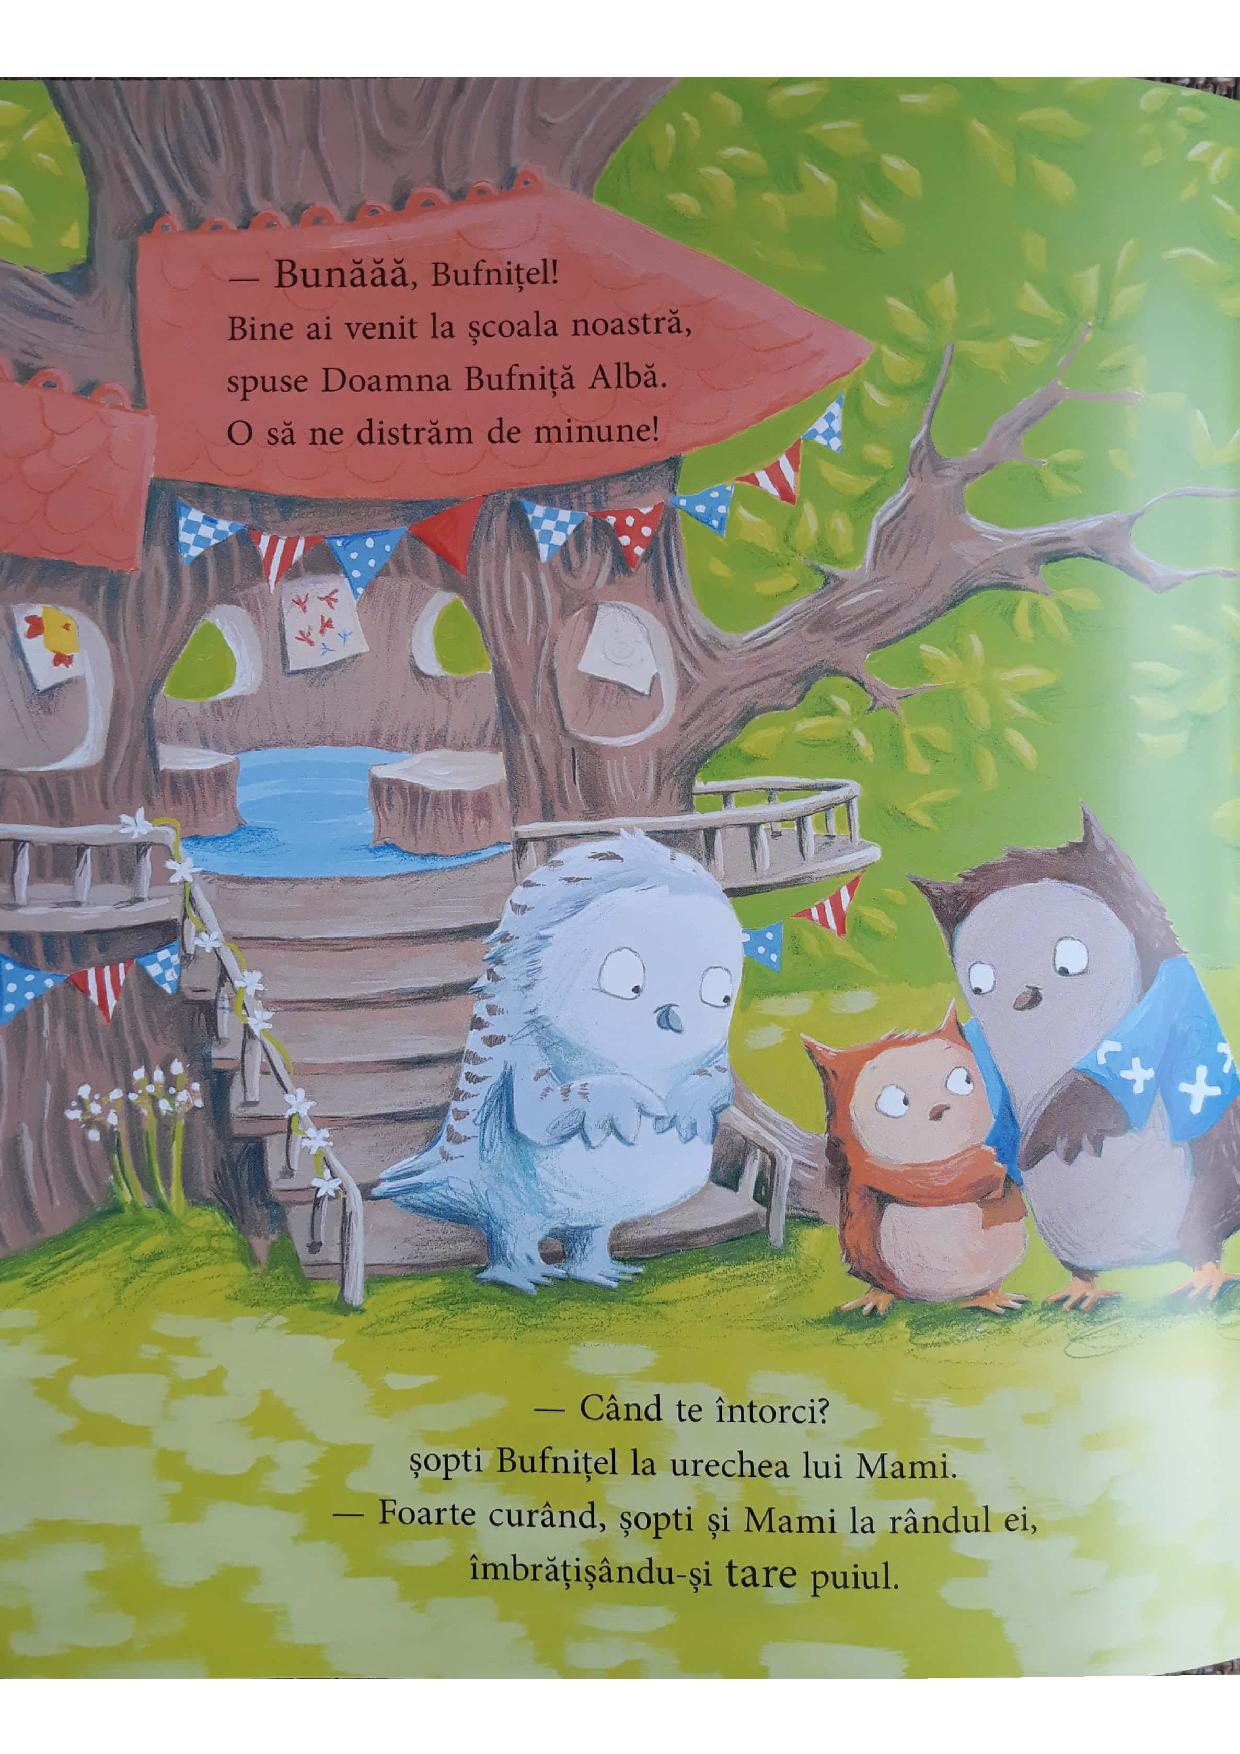 — Bunăăă, Bufnițel!
Bine ai venit la școala noastră,
spuse Doamna Bufniță Albă.
O să ne distrăm de minune!
— Când te întorci?
șopti Bufnițel la urechea lui Mami.
— Foarte curând, șopti și Mami la rândul ei,
îmbrățișându-și tare puiul.